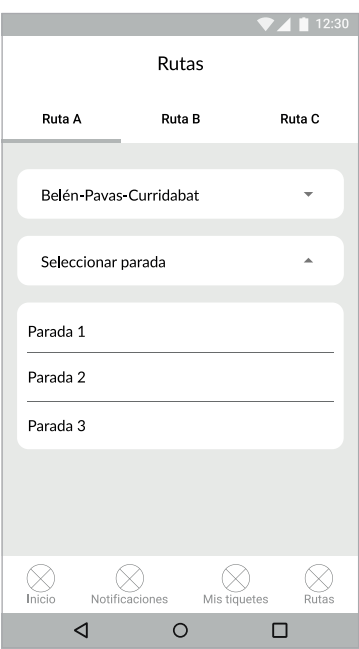 12:30
Rutas
Ruta A Ruta B Ruta C
Belén-Pavas-Curridabat
Seleccionar parada
Parada 1
Parada 2
Parada 3
Inicio Notificaciones Mis tiquetes Rutas